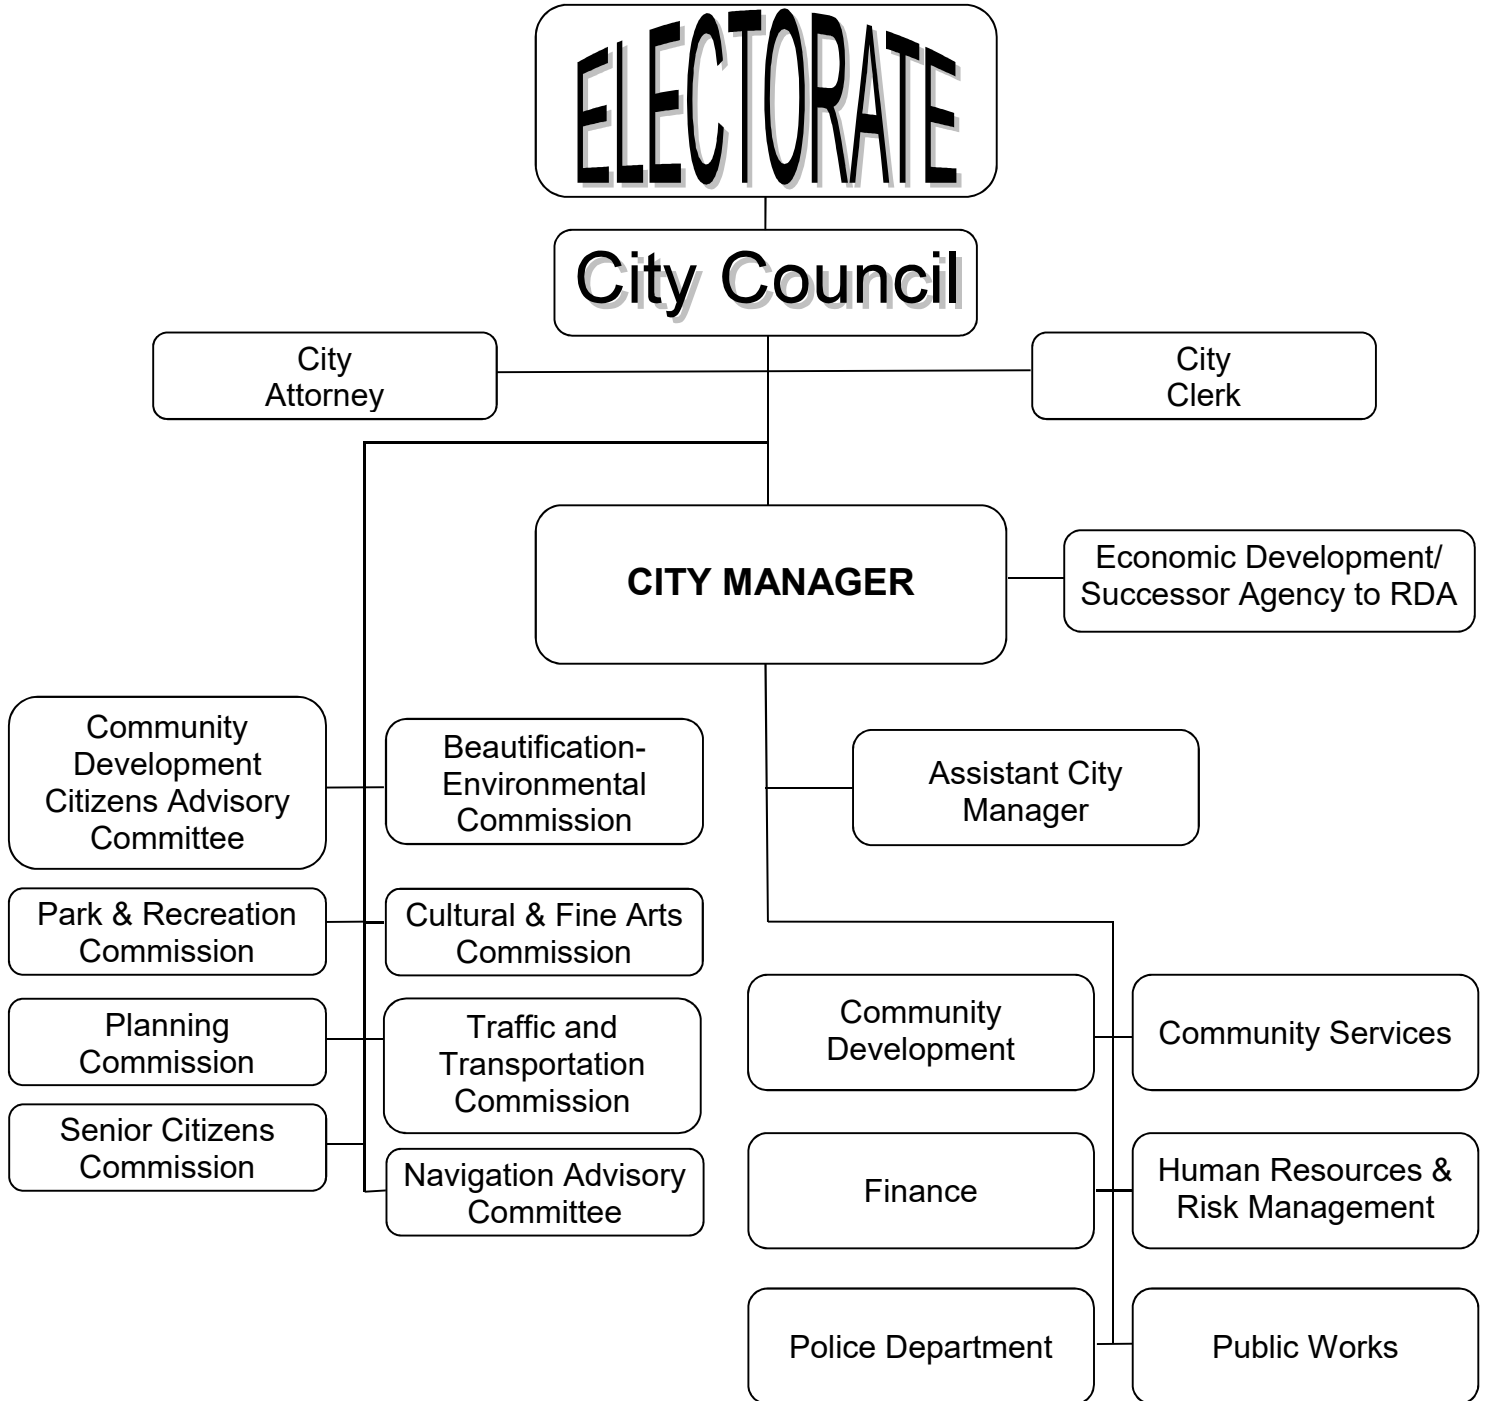 ELECTORATE
City Council
City
Attorney
City
Clerk
CITY MANAGER
Economic Development/
Successor Agency to RDA
Community
Development
Citizens Advisory
Committee
Beautification-
Environmental
Commission
Assistant City
Manager
Park & Recreation
Commission
Cultural & Fine Arts
Commission
Planning
Commission
Traffic and
Transportation
Commission
Senior Citizens
Commission
Navigation Advisory
Committee
Community
Development
Community Services
Finance
Human Resources &
Risk Management
Police Department
Public Works